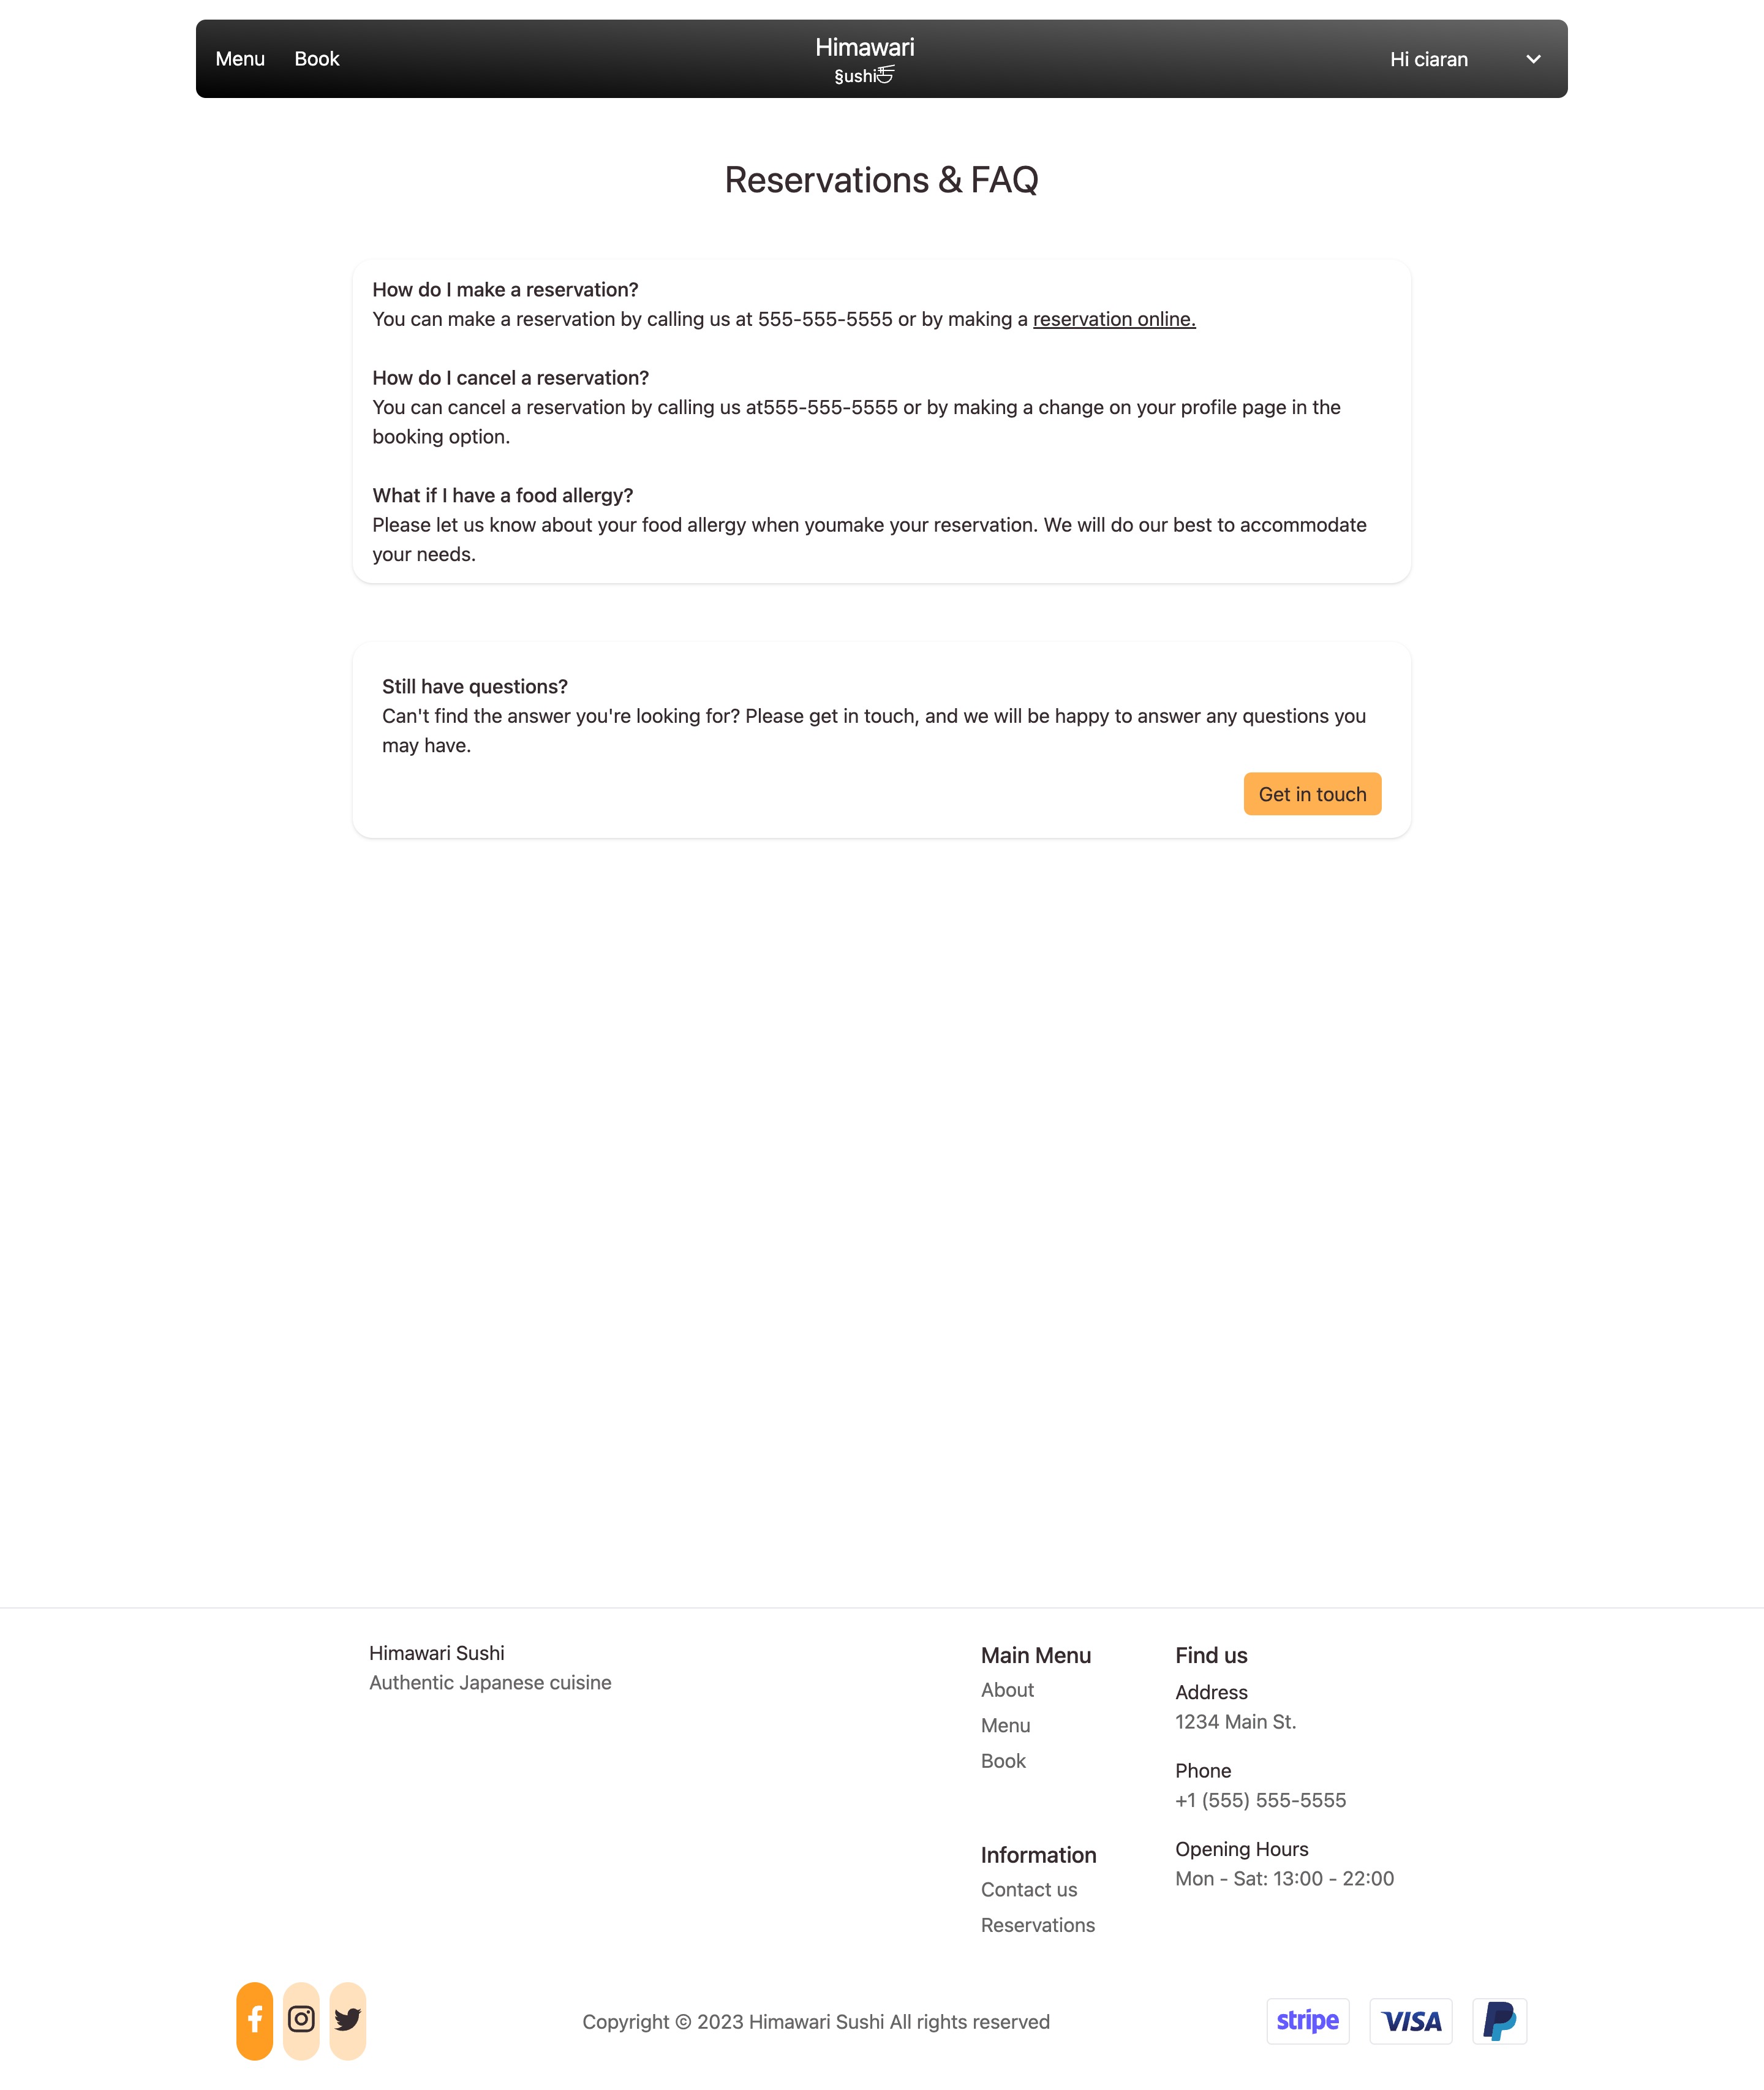 Menu Book
Himawari
§ushi
Hi ciaran
Reservations & FAQ
How do I make a reservation?
You can make a reservation by calling us at 555-555-5555 or by making a reservation online.
How do I cancel a reservation?
You can cancel a reservation by calling us at555-555-5555 or by making a change on your profile page in the
booking option.
What if I have a food allergy?
Please let us know about your food allergy when youmake your reservation. We will do our best to accommodate
your needs.
Still have questions?
Can't find the answer you're looking for? Please get in touch, and we will be happy to answer any questions you
may have.
Get in touch
Himawari Sushi
Authentic Japanese cuisine
Main Menu
About
Menu
Book
Information
Contact us
Reservations
Find us
Address
1234 Main St.
Phone
+1 (555) 555-5555
Opening Hours
Mon - Sat: 13:00 - 22:00
Copyright © 2023 Himawari Sushi All rights reserved
stripe
VISA